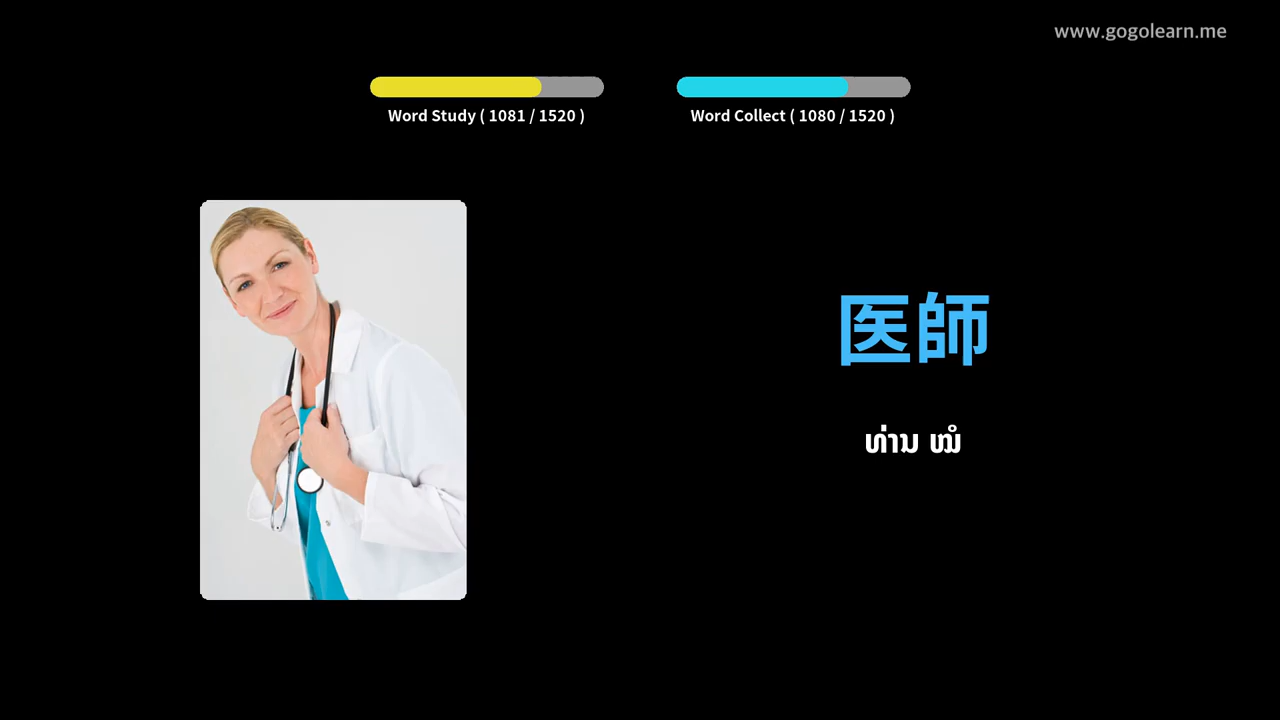 www.gogolearn.me
Word Study ( 1081 / 1520 )
Word Collect ( 1080 / 1520 )
医師
ທ່ານ ໝໍ